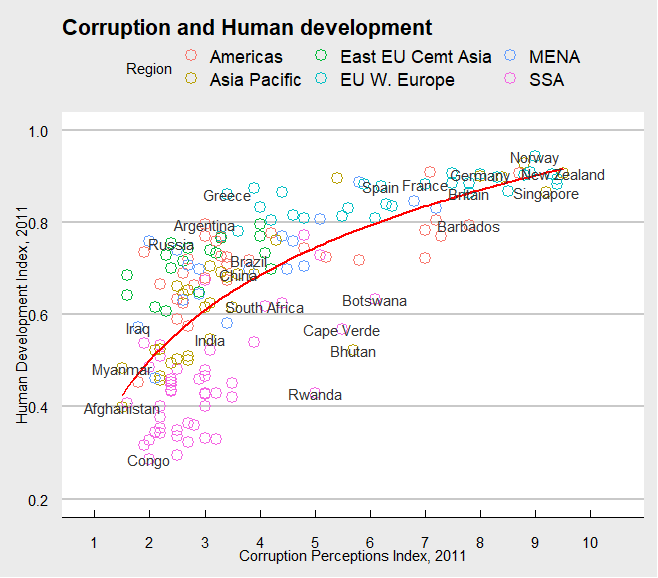 Corruption and Human development
Region
Americas
East EU Cemt Asia
MENA
Asia Pacific
EU W. Europe
SSA
Human Development Index, 2011
1.0
0.8
0.6
0.4
0.2
Norway
Spain
France
Germany
New Zealand
Greece
Britain
Singapore
Argentina
Barbados
Russia
Brazil
China
Botswana
South Africa
Iraq
Cape Verde
India
Bhutan
Myanmar
Rwanda
Afghanistan
Congo
1 2 3 4 5 6 7 8 9 10
Corruption Perceptions Index, 2011